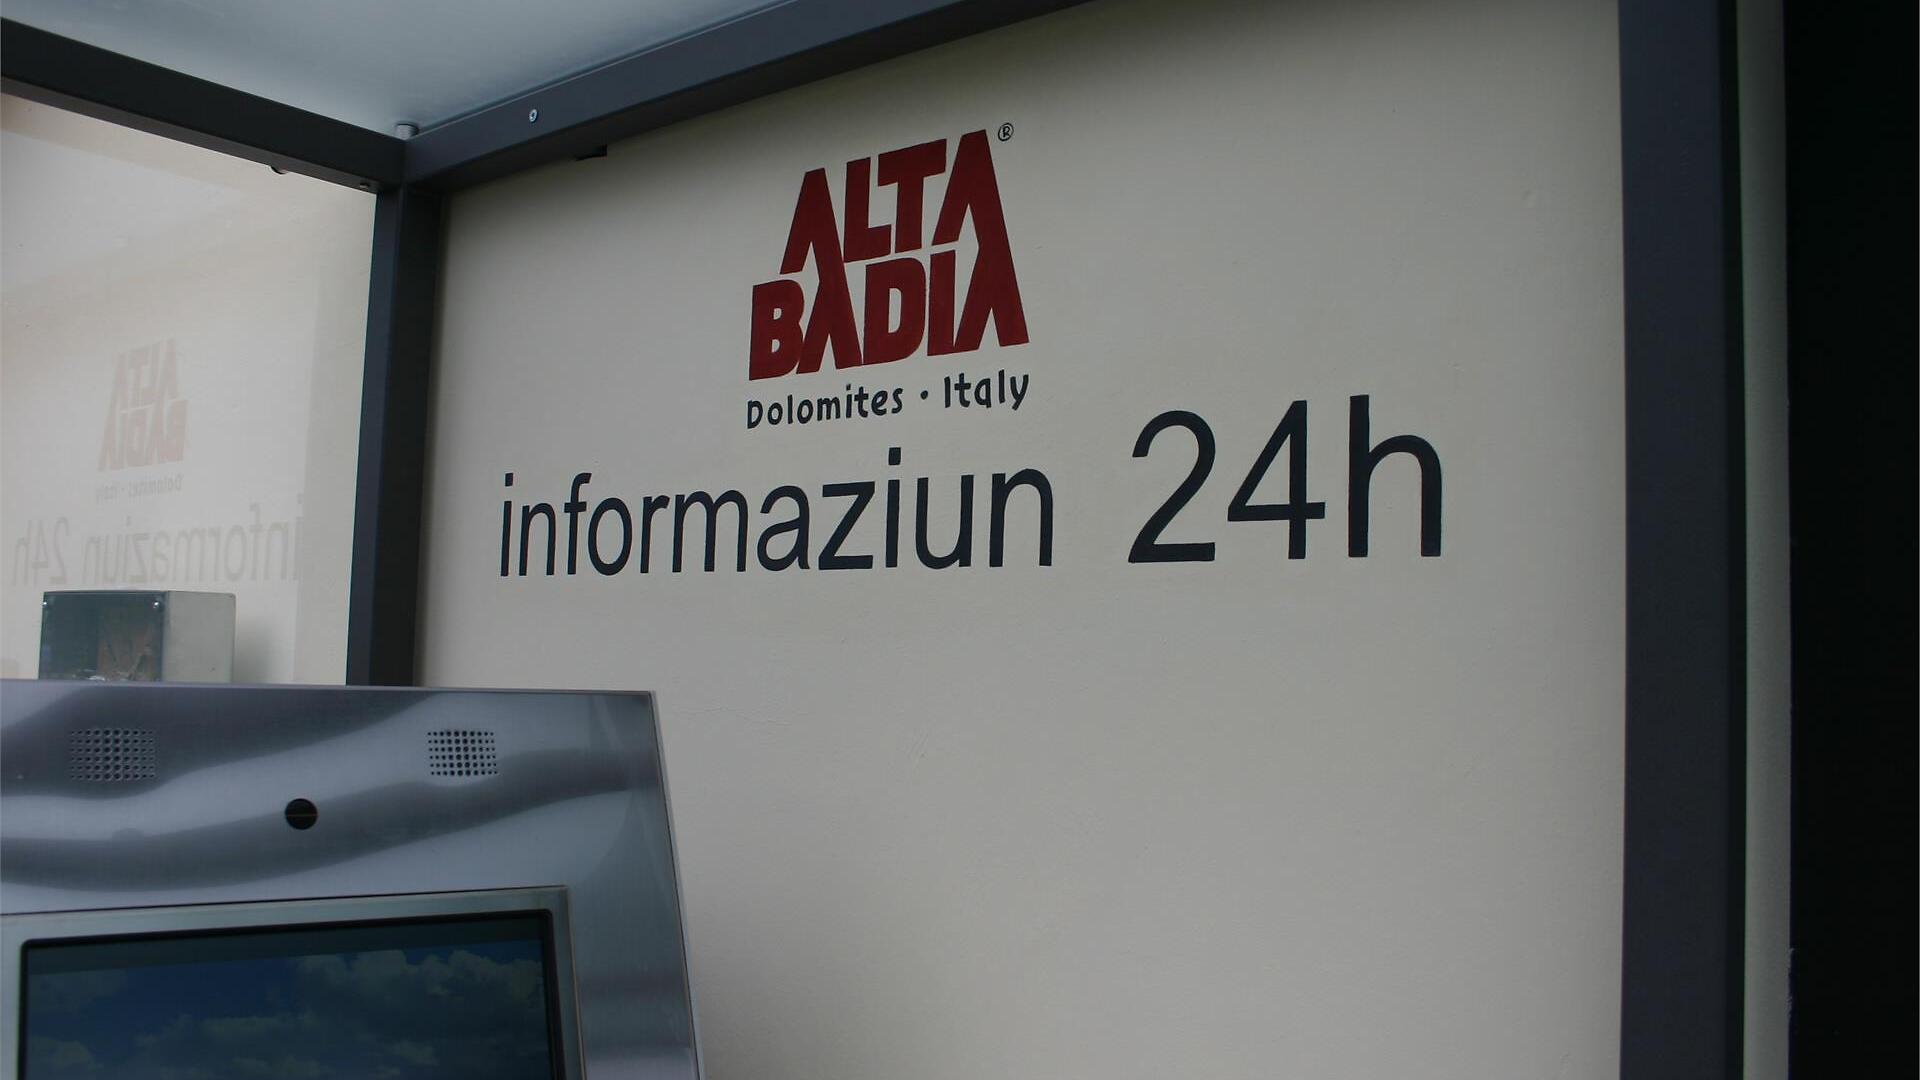 ALTA
BADIA®
Dolomites · Italy
informaziun 24h